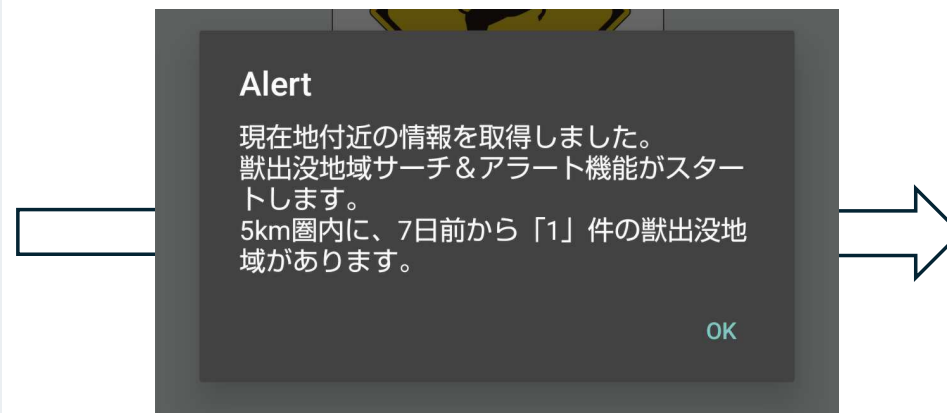 Alert
現在地付近の情報を取得しました。
獣出没地域サーチ＆アラート機能がスター
トします。
5km圏内に、7日前から「1」件の獣出没地
域があります。
OK